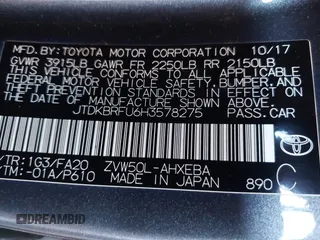 MFD. BY: TOYOTA MOTOR CORPORATION 10/17
GVWR 3915LB GAWR FR 2250LB RR 2150LB
THIS VEHICLE CONFORMS TO ALL APPLICABLE
FEDERAL MOTOR VEHICLE SAFETY, BUMPER, AND
THEFT PREVENTION STANDARDS IN EFFECT ON THE DATE
OF MANUFACTURE SHOWN ABOVE.
JTDKBRFU6H3578275 PASS.CAR
C/TR:1G3/FA20 ZVW50L-AHXEBA
/TM:-01A/P610 MADE IN JAPAN 890 C
TOYOTA
DREAMBID